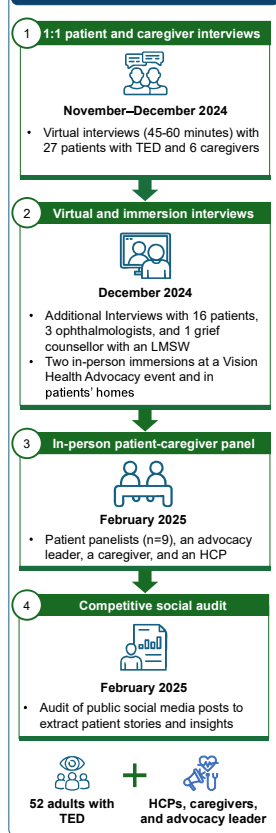 1
1:1 patient and caregiver interviews
November–December 2024
• Virtual interviews (45-60 minutes) with
27 patients with TED and 6 caregivers
2
Virtual and immersion interviews
December 2024
• Additional Interviews with 16 patients,
3 ophthalmologists, and 1 grief
counsellor with an LMSW
• Two in-person immersions at a Vision
Health Advocacy event and in
patients' homes
3
In-person patient-caregiver panel
February 2025
• Patient panelists (n=9), an advocacy
leader, a caregiver, and an HCP
4
Competitive social audit
February 2025
• Audit of public social media posts to
extract patient stories and insights
52 adults with
TED
+
HCPs, caregivers,
and advocacy leader